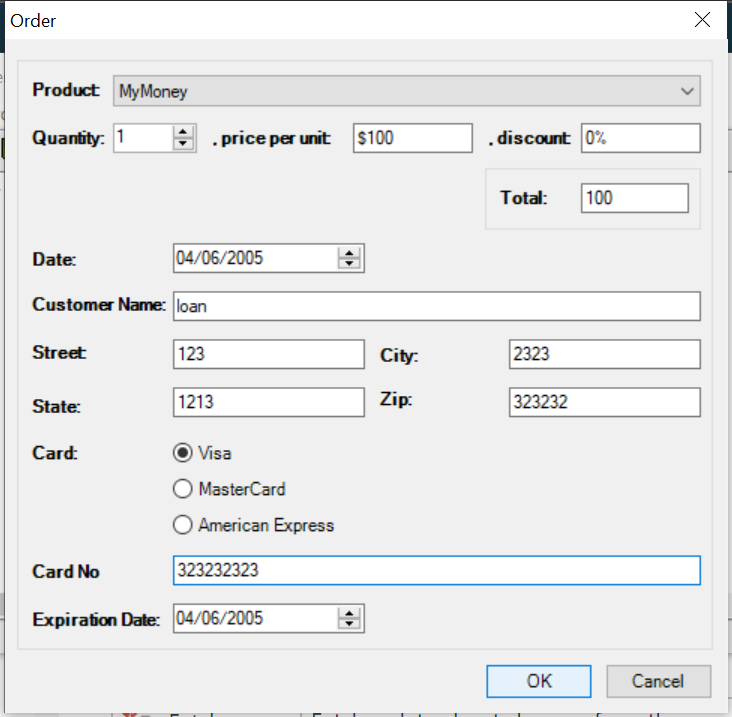 Order
Product: MyMoney
Quantity: 1 , price per unit: $100 , discount: 0%
Total: 100
Date: 04/06/2005
Customer Name: loan
Street: 123 City: 2323
State: 1213 Zip: 323232
Card: Visa
MasterCard
American Express
Card No 323232323
Expiration Date: 04/06/2005
OK Cancel